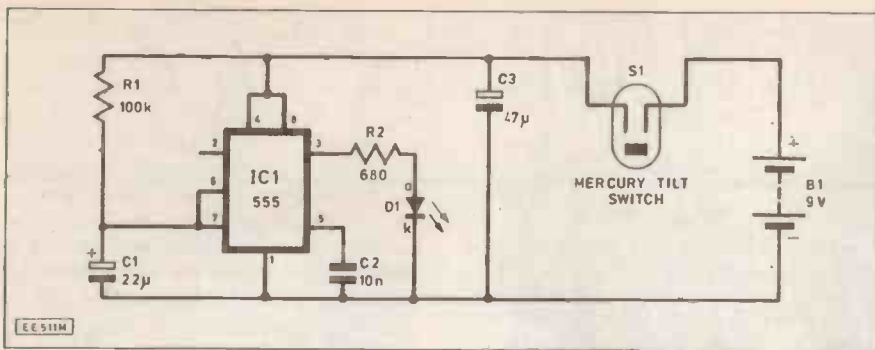 R1
100k
C3
47µ
S1
MERCURY TILT
SWITCH
B1
9V
+
−
4
8
2
3
6
7
5
1
IC1
555
R2
680
a
D1
k
+
C1
22µ
C2
10n
EE511M